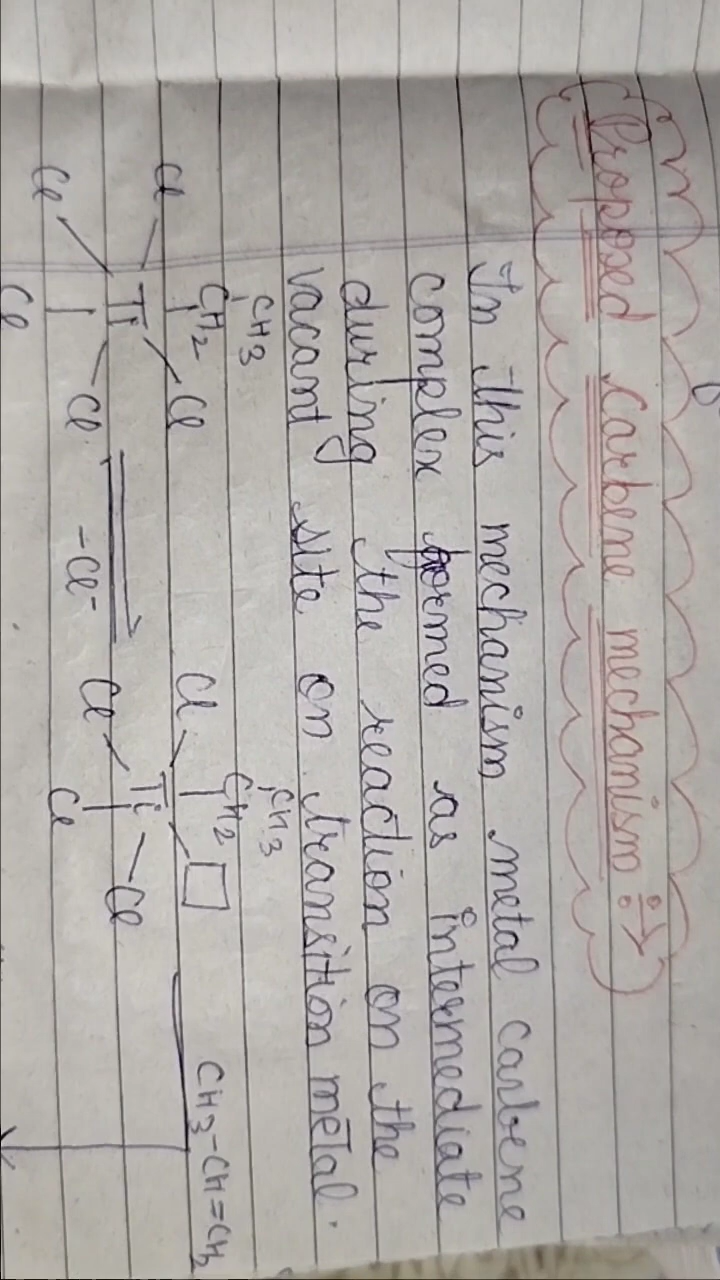 Proposed carbene mechanism :→
In this mechanism metal carbene
complex formed as intermediate
during the reaction on the
vacant site on transition metal.
CH3 CH3
CH2 CH2 CH3-CH=CH2
Cl Cl Cl □
Ti Ti
Cl Cl -Cl⁻ Cl Cl
Cl Cl